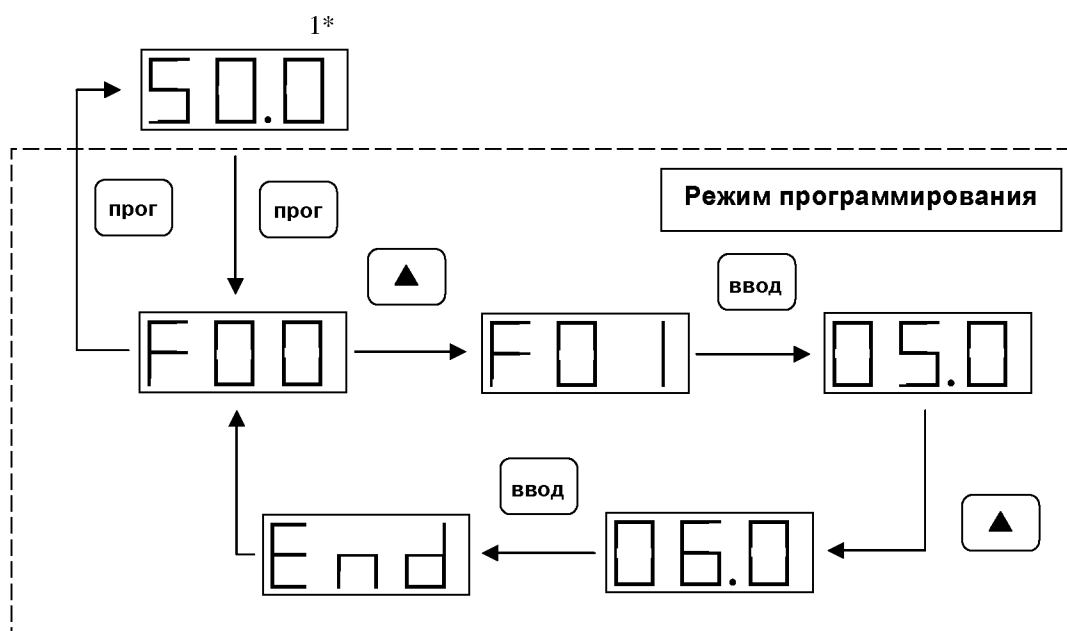 1*
50.0
прог
прог
Режим программирования
▲
ввод
F00
F01
05.0
ввод
▲
End
06.0